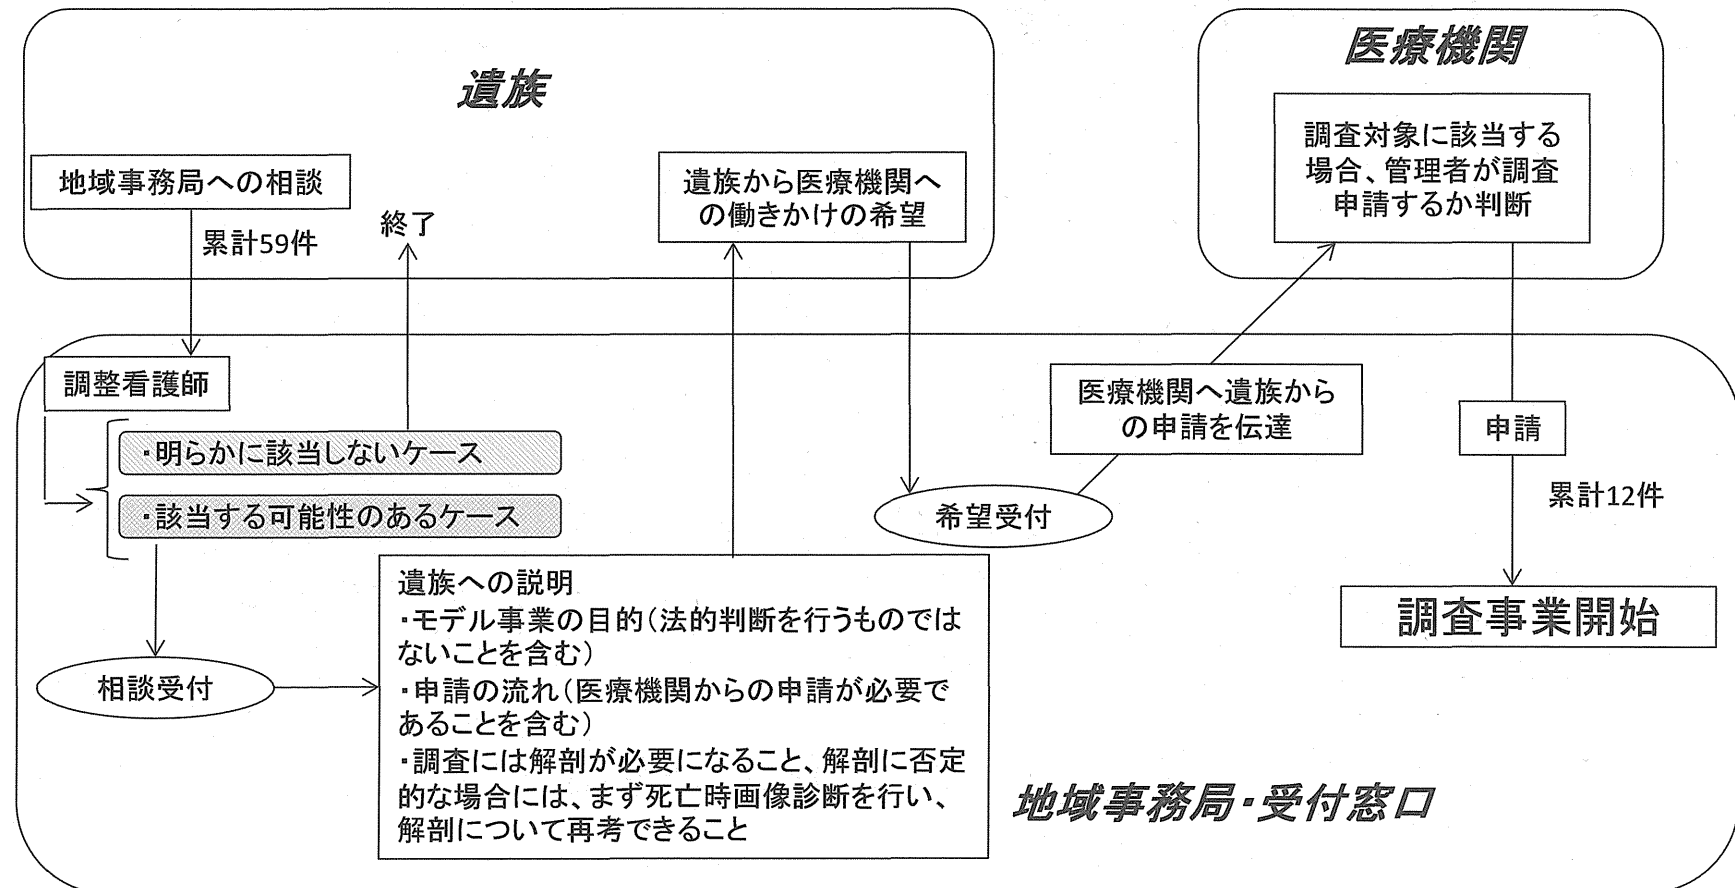 遺族
医療機関
地域事務局への相談
累計59件
終了
遺族から医療機関へ
の働きかけの希望
調査対象に該当する
場合、管理者が調査
申請するか判断
調整看護師
・明らかに該当しないケース
・該当する可能性のあるケース
相談受付
遺族への説明
・モデル事業の目的(法的判断を行うものでは
ないことを含む)
・申請の流れ(医療機関からの申請が必要で
あることを含む)
・調査には解剖が必要になること、解剖に否定
的な場合には、まず死亡時画像診断を行い、
解剖について再考できること
希望受付
医療機関へ遺族から
の申請を伝達
申請
累計12件
調査事業開始
地域事務局・受付窓口